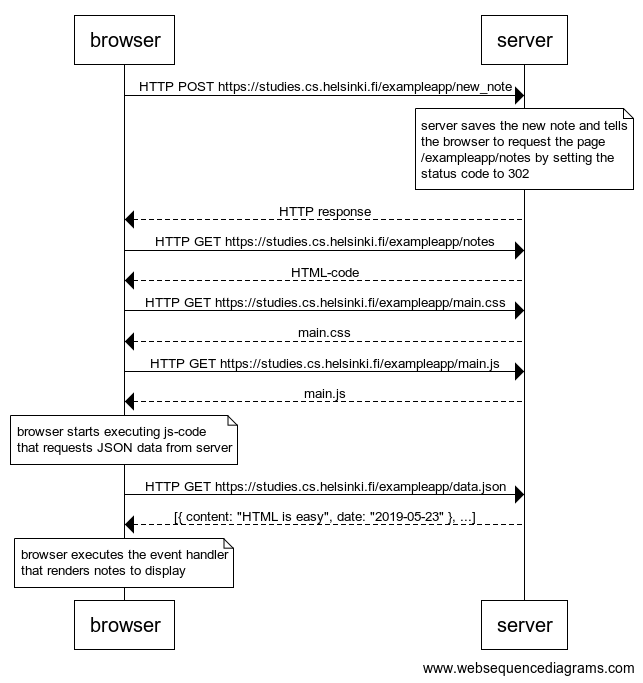 browser
server
HTTP POST https://studies.cs.helsinki.fi/exampleapp/new_note
server saves the new note and tells
the browser to request the page
/exampleapp/notes by setting the
status code to 302
HTTP response
HTTP GET https://studies.cs.helsinki.fi/exampleapp/notes
HTML-code
HTTP GET https://studies.cs.helsinki.fi/exampleapp/main.css
main.css
HTTP GET https://studies.cs.helsinki.fi/exampleapp/main.js
main.js
browser starts executing js-code
that requests JSON data from server
HTTP GET https://studies.cs.helsinki.fi/exampleapp/data.json
[{ content: "HTML is easy", date: "2019-05-23" }, ...]
browser executes the event handler
that renders notes to display
browser
server
www.websequencediagrams.com